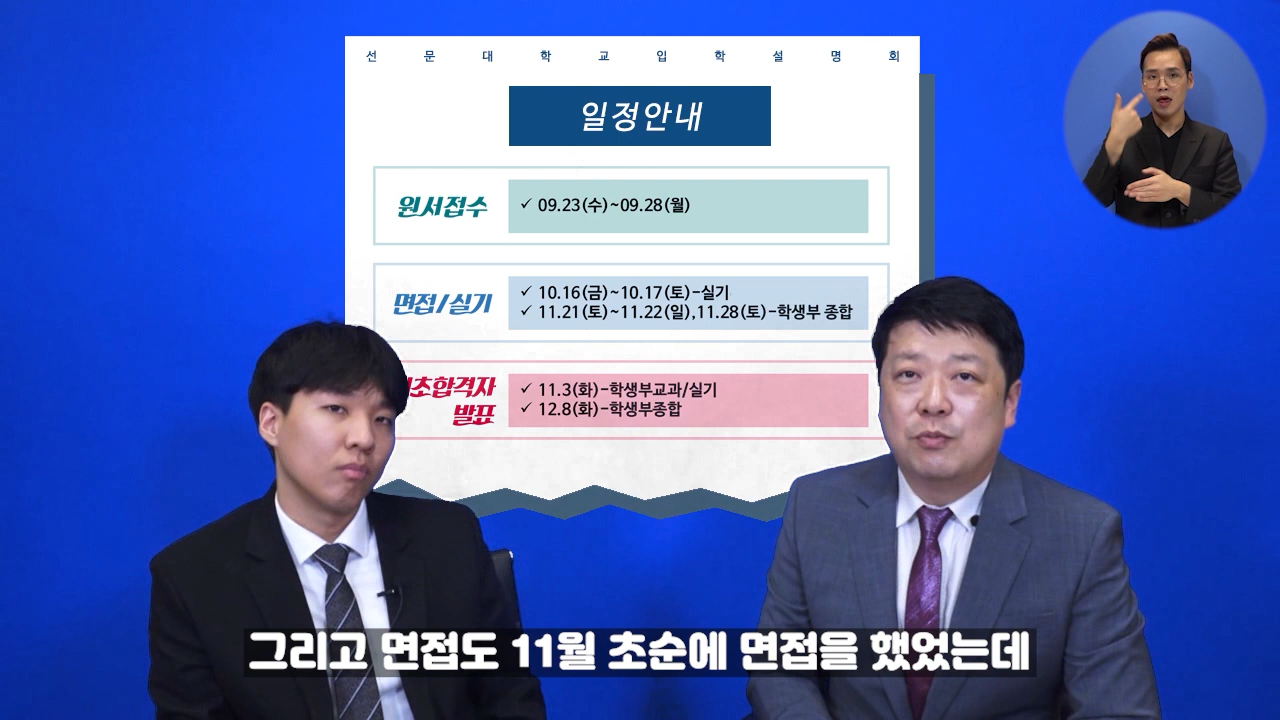 선문대학교입학설명회
일정안내
원서접수
✓ 09.23(수)~09.28(월)
면접/실기
✓ 10.16(금)~10.17(토)-실기
✓ 11.21(토)~11.22(일),11.28(토)-학생부 종합
초합격자
발표
✓ 11.3(화)-학생부교과/실기
✓ 12.8(화)-학생부종합
그리고 면접도 11월 초순에 면접을 했었는데